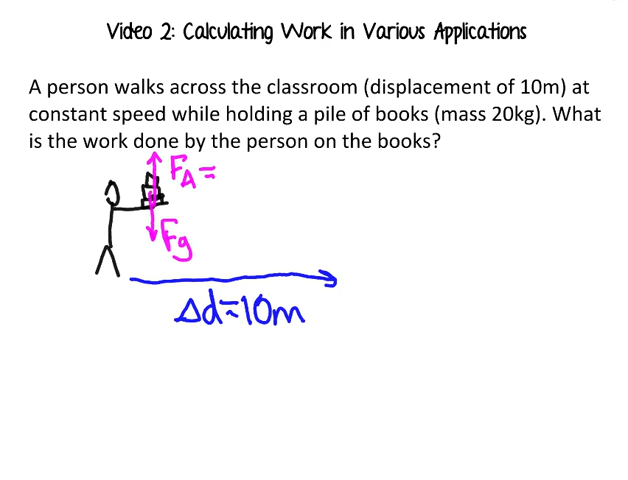 Video 2: Calculating Work in Various Applications
A person walks across the classroom (displacement of 10m) at
constant speed while holding a pile of books (mass 20kg). What
is the work done by the person on the books?
FA =
Fg
Δd=10m